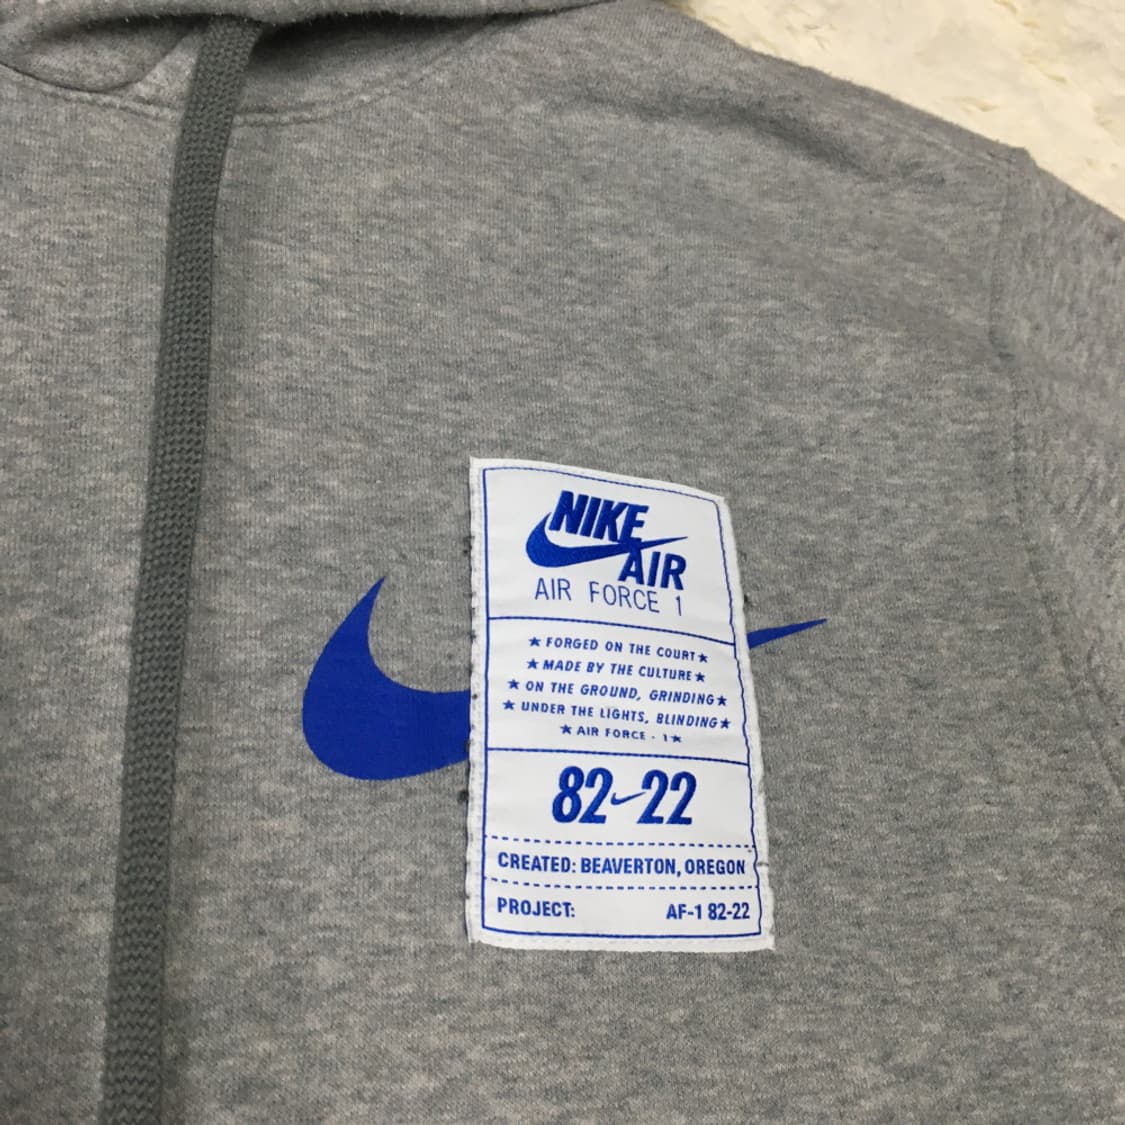 NIKE
AIR
AIR FORCE 1
★ FORGED ON THE COURT ★
★ MADE BY THE CULTURE ★
★ ON THE GROUND, GRINDING ★
★ UNDER THE LIGHTS, BLINDING ★
★ AIR FORCE - 1 ★
82-22
CREATED: BEAVERTON, OREGON
PROJECT: AF-1 82-22